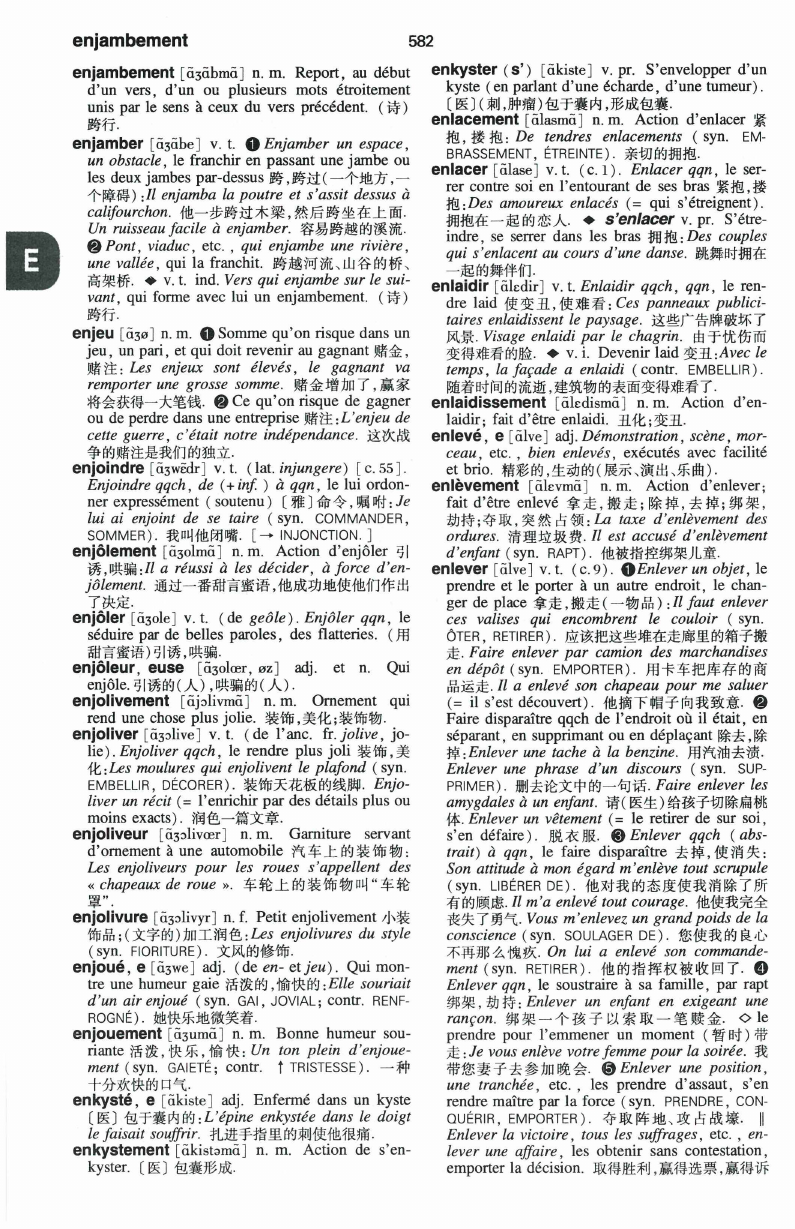 enjambement
582
enjambement [ɑ̃ʒɑ̃bmɑ̃] n. m. Report, au début
d'un vers, d'un ou plusieurs mots étroitement
unis par le sens à ceux du vers précédent. (诗)
跨行.
enjamber [ɑ̃ʒɑ̃be] v. t. ❶ Enjamber un espace,
un obstacle, le franchir en passant une jambe ou
les deux jambes par-dessus 跨,跨过(一个地方,一
个障碍):Il enjamba la poutre et s'assit dessus à
califourchon. 他一步跨过木梁,然后跨坐在上面.
Un ruisseau facile à enjamber. 容易跨越的溪流.
❷ Pont, viaduc, etc. , qui enjambe une rivière,
une vallée, qui la franchit. 跨越河流、山谷的桥、
高架桥. ◆ v. t. ind. Vers qui enjambe sur le sui-
vant, qui forme avec lui un enjambement. (诗)
跨行.
enjeu [ɑ̃ʒø] n. m. ❶ Somme qu'on risque dans un
jeu, un pari, et qui doit revenir au gagnant 赌金,
赌注: Les enjeux sont élevés, le gagnant va
remporter une grosse somme. 赌金增加了,赢家
将会获得一大笔钱. ❷ Ce qu'on risque de gagner
ou de perdre dans une entreprise 赌注:L'enjeu de
cette guerre, c'était notre indépendance. 这次战
争的赌注是我们的独立.
enjoindre [ɑ̃ʒwɛ̃dr] v. t. (lat. injungere) [c. 55].
Enjoindre qqch, de (+ inf. ) à qqn, le lui ordon-
ner expressément (soutenu) 〔雅〕命令,嘱咐:Je
lui ai enjoint de se taire (syn. COMMANDER,
SOMMER). 我叫他闭嘴. [→ INJONCTION. ]
enjôlement [ɑ̃ʒolmɑ̃] n. m. Action d'enjôler 引
诱,哄骗:Il a réussi à les décider, à force d'en-
jôlement. 通过一番甜言蜜语,他成功地使他们作出
了决定.
enjôler [ɑ̃ʒole] v. t. (de geôle). Enjôler qqn, le
séduire par de belles paroles, des flatteries. (用
甜言蜜语)引诱,哄骗.
enjôleur, euse [ɑ̃ʒolœr, øz] adj. et n. Qui
enjôle. 引诱的(人),哄骗的(人).
enjolivement [ɑ̃jɔlivmɑ̃] n. m. Ornement qui
rend une chose plus jolie. 装饰,美化;装饰物.
enjoliver [ɑ̃ʒɔlive] v. t. (de l'anc. fr. jolive, jo-
lie). Enjoliver qqch, le rendre plus joli 装饰,美
化:Les moulures qui enjolivent le plafond (syn.
EMBELLIR, DÉCORER). 装饰天花板的线脚. Enjo-
liver un récit (= l'enrichir par des détails plus ou
moins exacts). 润色一篇文章.
enjoliveur [ɑ̃ʒɔlivœr] n. m. Garniture servant
d'ornement à une automobile 汽车上的装饰物:
Les enjoliveurs pour les roues s'appellent des
« chapeaux de roue ». 车轮上的装饰物叫“车轮
罩”.
enjolivure [ɑ̃ʒɔlivyr] n. f. Petit enjolivement 小装
饰品;(文字的)加工润色:Les enjolivures du style
(syn. FIORITURE). 文风的修饰.
enjoué, e [ɑ̃ʒwe] adj. (de en- et jeu). Qui mon-
tre une humeur gaie 活泼的,愉快的:Elle souriait
d'un air enjoué (syn. GAI, JOVIAL; contr. RENF-
ROGNÉ). 她快乐地微笑着.
enjouement [ɑ̃ʒumɑ̃] n. m. Bonne humeur sou-
riante 活泼,快乐,愉快: Un ton plein d'enjoue-
ment (syn. GAIETÉ; contr. ↑ TRISTESSE). 一种
十分欢快的口气.
enkysté, e [ɑ̃kiste] adj. Enfermé dans un kyste
〔医〕包于囊内的:L'épine enkystée dans le doigt
le faisait souffrir. 扎进手指里的刺使他很痛.
enkystement [ɑ̃kistəmɑ̃] n. m. Action de s'en-
kyster. 〔医〕包囊形成.
E
enkyster (s') [ɑ̃kiste] v. pr. S'envelopper d'un
kyste (en parlant d'une écharde, d'une tumeur).
〔医〕(刺,肿瘤)包于囊内,形成包囊.
enlacement [ɑ̃lasmɑ̃] n. m. Action d'enlacer 紧
抱,搂抱: De tendres enlacements ( syn. EM-
BRASSEMENT, ÉTREINTE). 亲切的拥抱.
enlacer [ɑ̃lase] v. t. (c. 1). Enlacer qqn, le ser-
rer contre soi en l'entourant de ses bras 紧抱,搂
抱:Des amoureux enlacés (= qui s'étreignent).
拥抱在一起的恋人. ◆ s'enlacer v. pr. S'étre-
indre, se serrer dans les bras 拥抱:Des couples
qui s'enlacent au cours d'une danse. 跳舞时拥在
一起的舞伴们.
enlaidir [ɑ̃lɛdir] v. t. Enlaidir qqch, qqn, le ren-
dre laid 使变丑,使难看: Ces panneaux publici-
taires enlaidissent le paysage. 这些广告牌破坏了
风景. Visage enlaidi par le chagrin. 由于忧伤而
变得难看的脸. ◆ v. i. Devenir laid 变丑:Avec le
temps, la façade a enlaidi (contr. EMBELLIR).
随着时间的流逝,建筑物的表面变得难看了.
enlaidissement [ɑ̃lɛdismɑ̃] n. m. Action d'en-
laidir; fait d'être enlaidi. 丑化;变丑.
enlevé, e [ɑ̃lve] adj. Démonstration, scène, mor-
ceau, etc. , bien enlevés, exécutés avec facilité
et brio. 精彩的,生动的(展示、演出、乐曲).
enlèvement [ɑ̃lɛvmɑ̃] n. m. Action d'enlever;
fait d'être enlevé 拿走,搬走;除掉,去掉;绑架,
劫持;夺取,突然占领: La taxe d'enlèvement des
ordures. 清理垃圾费. Il est accusé d'enlèvement
d'enfant (syn. RAPT). 他被指控绑架儿童.
enlever [ɑ̃lve] v. t. (c. 9). ❶Enlever un objet, le
prendre et le porter à un autre endroit, le chan-
ger de place 拿走,搬走(一物品):Il faut enlever
ces valises qui encombrent le couloir ( syn.
ÔTER, RETIRER). 应该把这些堆在走廊里的箱子搬
走. Faire enlever par camion des marchandises
en dépôt (syn. EMPORTER). 用卡车把库存的商
品运走. Il a enlevé son chapeau pour me saluer
(= il s'est découvert). 他摘下帽子向我致意. ❷
Faire disparaître qqch de l'endroit où il était, en
séparant, en supprimant ou en déplaçant 除去,除
掉:Enlever une tache à la benzine. 用汽油去渍.
Enlever une phrase d'un discours ( syn. SUP-
PRIMER). 删去论文中的一句话. Faire enlever les
amygdales à un enfant. 请(医生)给孩子切除扁桃
体. Enlever un vêtement (= le retirer de sur soi,
s'en défaire). 脱衣服. ❸ Enlever qqch ( abs-
trait) à qqn, le faire disparaître 去掉,使消失:
Son attitude à mon égard m'enlève tout scrupule
(syn. LIBÉRER DE). 他对我的态度使我消除了所
有的顾虑. Il m'a enlevé tout courage. 他使我完全
丧失了勇气. Vous m'enlevez un grand poids de la
conscience (syn. SOULAGER DE). 您使我的良心
不再那么愧疚. On lui a enlevé son commande-
ment (syn. RETIRER). 他的指挥权被收回了. ❹
Enlever qqn, le soustraire à sa famille, par rapt
绑架,劫持: Enlever un enfant en exigeant une
rançon. 绑架一个孩子以索取一笔赎金. ◇ le
prendre pour l'emmener un moment (暂时)带
走:Je vous enlève votre femme pour la soirée. 我
带您妻子去参加晚会. ❺ Enlever une position,
une tranchée, etc. , les prendre d'assaut, s'en
rendre maître par la force (syn. PRENDRE, CON-
QUÉRIR, EMPORTER). 夺取阵地、攻占战壕. ‖
Enlever la victoire, tous les suffrages, etc. , en-
lever une affaire, les obtenir sans contestation,
emporter la décision. 取得胜利,赢得选票,赢得诉